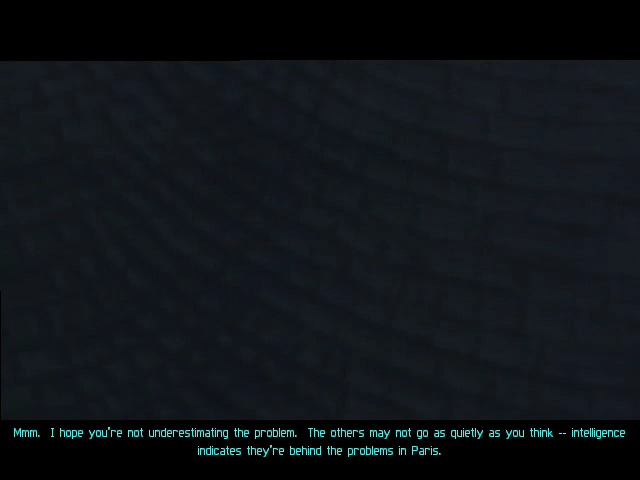 Mmm.  I hope you're not underestimating the problem.  The others may not go as quietly as you think -- intelligence
indicates they're behind the problems in Paris.